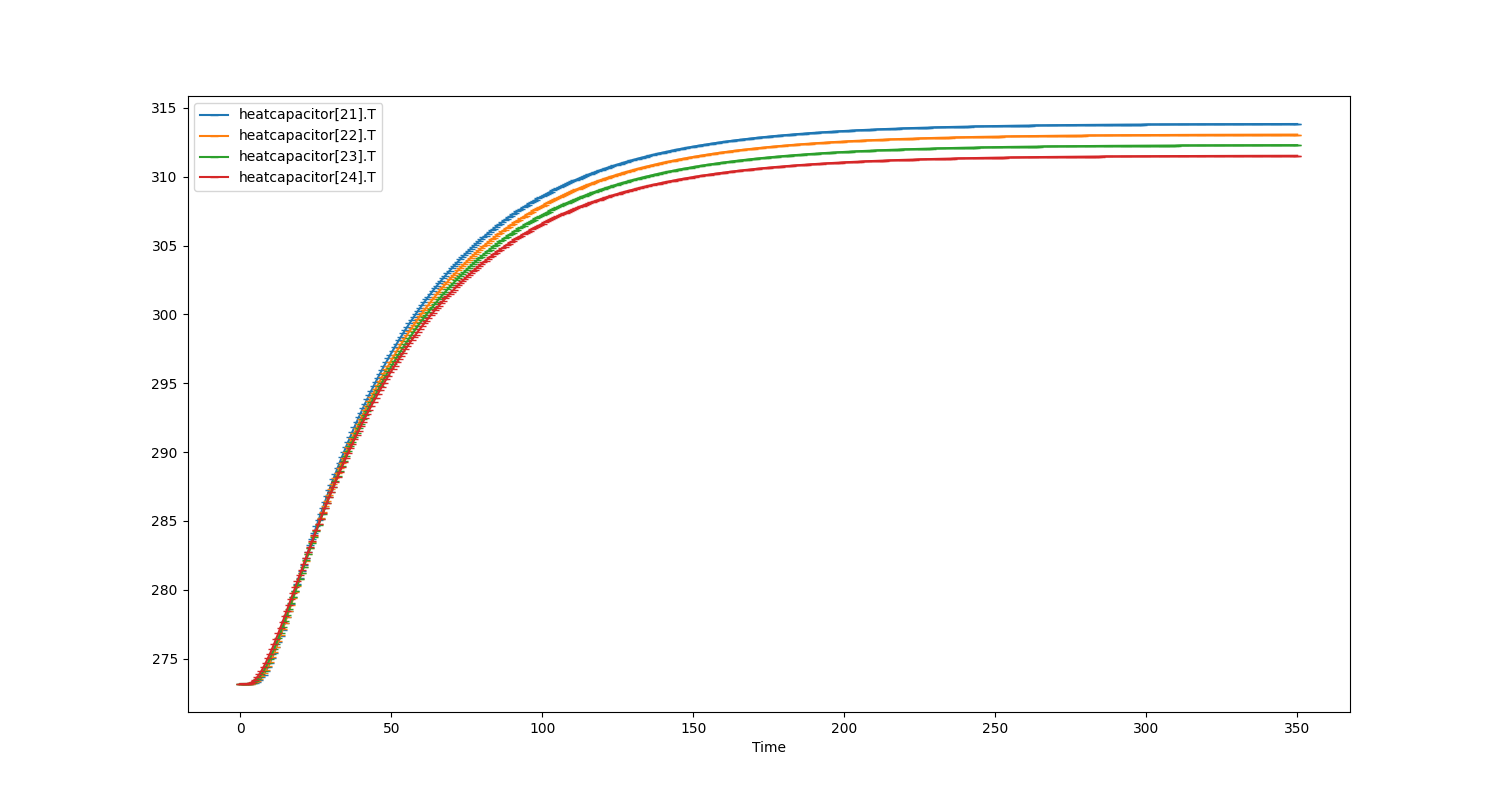 315
310
305
300
295
290
285
280
275
heatcapacitor[21].T
heatcapacitor[22].T
heatcapacitor[23].T
heatcapacitor[24].T
0 50 100 150 200 250 300 350
Time